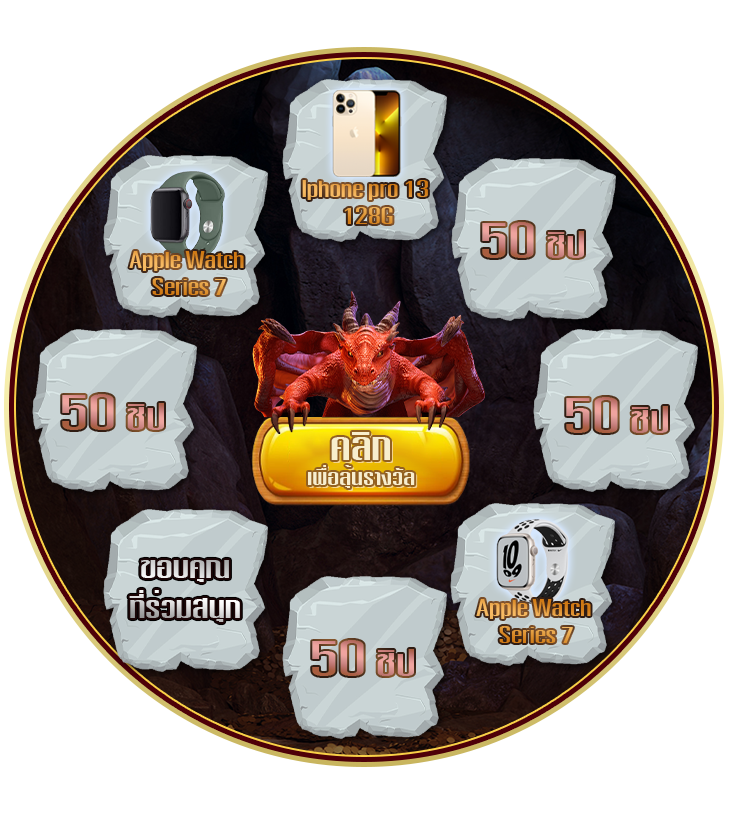 Iphone pro 13
128G
Apple Watch
Series 7
50 ชิป
50 ชิป
50 ชิป
คลิก
เพื่อลุ้นรางวัล
ขอบคุณ
ที่ร่วมสนุก
Apple Watch
Series 7
50 ชิป